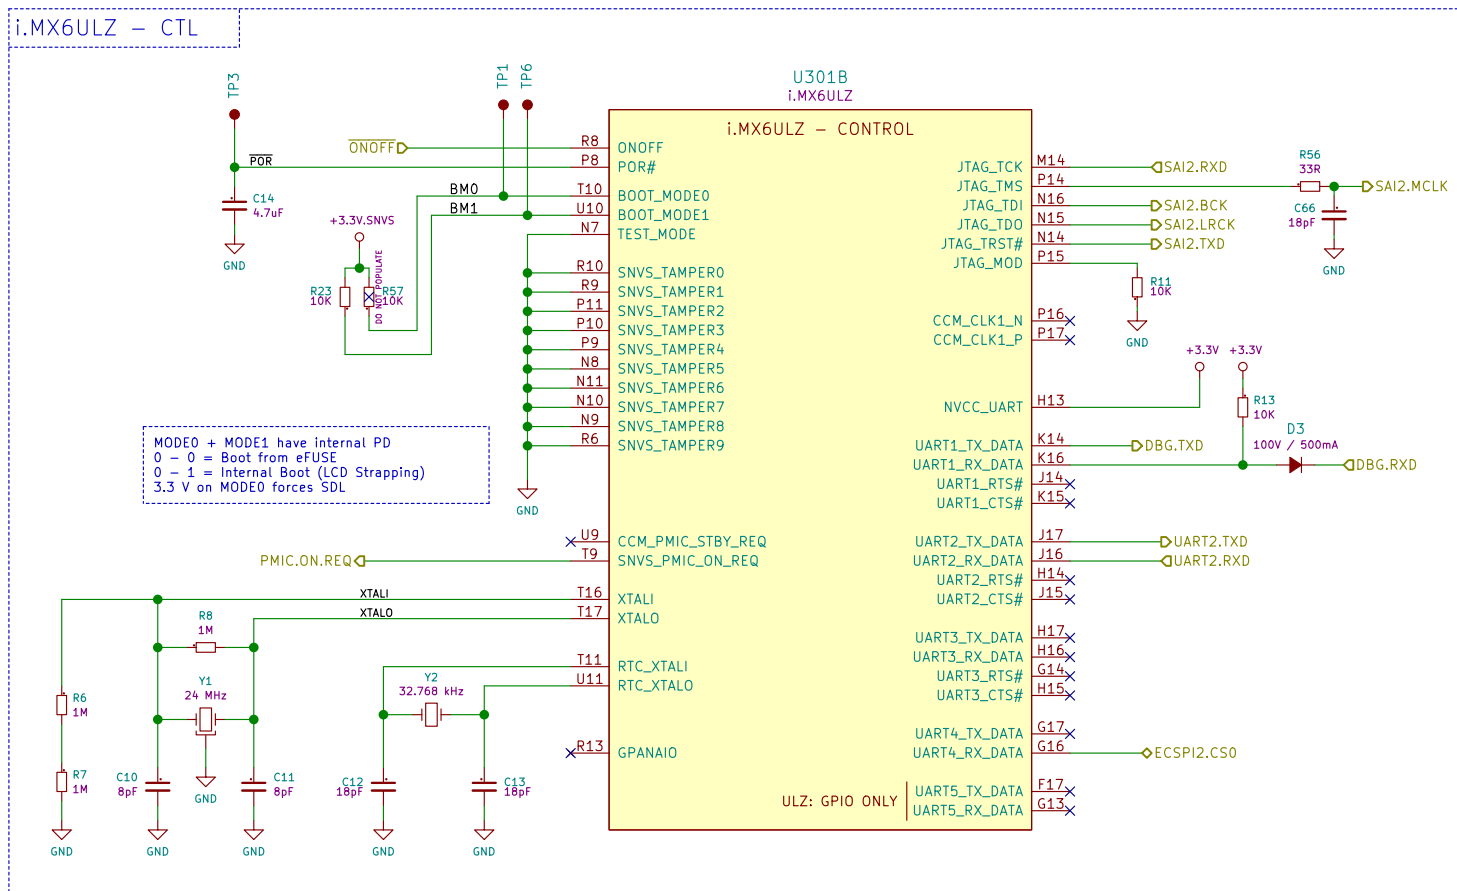 i.MX6ULZ - CTL
TP3
TP1
TP6
U301B
i.MX6ULZ
i.MX6ULZ - CONTROL
ONOFF
R8
ONOFF
POR
P8
POR#
C14
4.7uF
GND
BM0
T10
BOOT_MODE0
BM1
U10
BOOT_MODE1
N7
TEST_MODE
+3.3V.SNVS
R23
10K
R57
10K
DO NOT POPULATE
R10
SNVS_TAMPER0
R9
SNVS_TAMPER1
P11
SNVS_TAMPER2
P10
SNVS_TAMPER3
P9
SNVS_TAMPER4
N8
SNVS_TAMPER5
N11
SNVS_TAMPER6
N10
SNVS_TAMPER7
N9
SNVS_TAMPER8
R6
SNVS_TAMPER9
GND
MODE0 + MODE1 have internal PD
0 - 0 = Boot from eFUSE
0 - 1 = Internal Boot (LCD Strapping)
3.3 V on MODE0 forces SDL
U9
CCM_PMIC_STBY_REQ
PMIC.ON.REQ
T9
SNVS_PMIC_ON_REQ
XTALI
T16
XTALI
XTALO
T17
XTALO
R8
1M
Y1
24 MHz
R6
1M
R7
1M
C10
8pF
GND
C11
8pF
GND
GND
GND
T11
RTC_XTALI
U11
RTC_XTALO
Y2
32.768 kHz
C12
18pF
C13
18pF
GND
GND
R13
GPANAIO
JTAG_TCK
M14
SAI2.RXD
JTAG_TMS
P14
R56
33R
SAI2.MCLK
C66
18pF
GND
JTAG_TDI
N16
SAI2.BCK
JTAG_TDO
N15
SAI2.LRCK
JTAG_TRST#
N14
SAI2.TXD
JTAG_MOD
P15
R11
10K
GND
CCM_CLK1_N
P16
CCM_CLK1_P
P17
+3.3V
+3.3V
NVCC_UART
H13
R13
10K
D3
100V / 500mA
UART1_TX_DATA
K14
DBG.TXD
UART1_RX_DATA
K16
DBG.RXD
UART1_RTS#
J14
UART1_CTS#
K15
UART2_TX_DATA
J17
UART2.TXD
UART2_RX_DATA
J16
UART2.RXD
UART2_RTS#
H14
UART2_CTS#
J15
UART3_TX_DATA
H17
UART3_RX_DATA
H16
UART3_RTS#
G14
UART3_CTS#
H15
UART4_TX_DATA
G17
UART4_RX_DATA
G16
ECSPI2.CS0
ULZ: GPIO ONLY
UART5_TX_DATA
F17
UART5_RX_DATA
G13